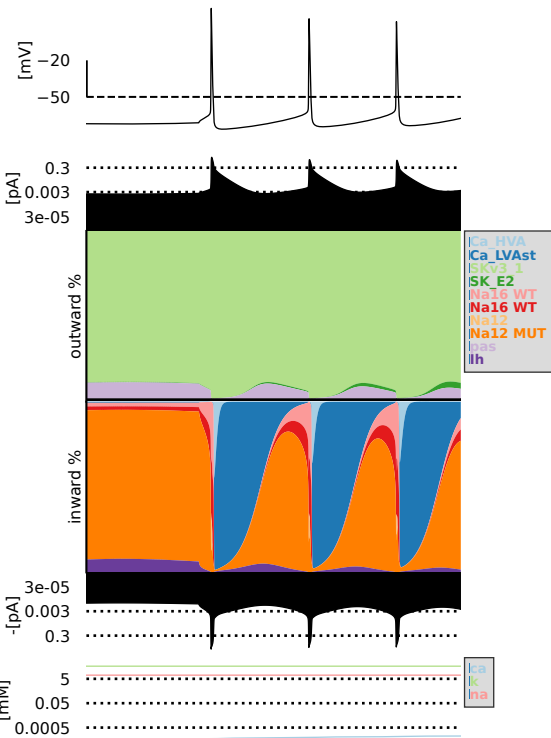 [mV]
−20
−50
[pA]
0.3
0.003
3e-05
outward %
Ca_HVA
Ca_LVAst
SKv3_1
SK_E2
Na16 WT
Na16 WT
Na12
Na12 MUT
pas
Ih
inward %
-[pA]
3e-05
0.003
0.3
[mM]
5
0.05
0.0005
ca
k
na